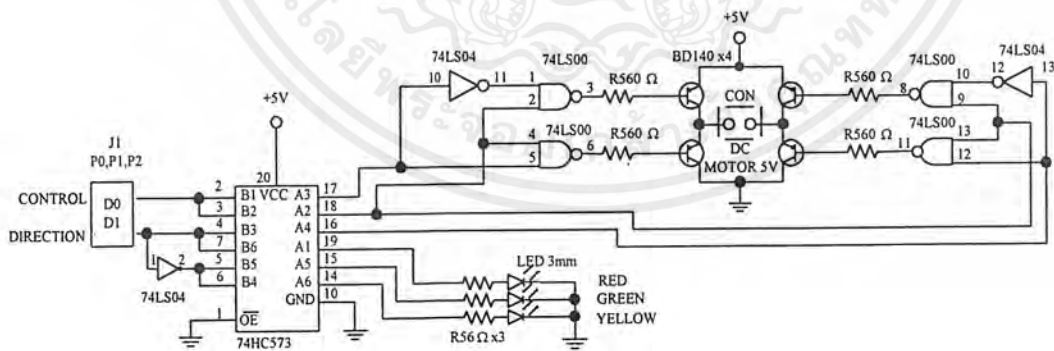 +5V
74LS04
10
11
74LS00
1
2
3
R560 Ω
BD140 x4
R560 Ω
74LS00
8
10
9
74LS04
12
13
CON
DC
MOTOR 5V
4
5
74LS00
6
R560 Ω
R560 Ω
74LS00
11
13
12
+5V
J1
P0,P1,P2
CONTROL
D0
D1
DIRECTION
1
2
74LS04
20
VCC
2
B1
3
B2
4
B3
7
B6
5
B5
6
B4
1
OE
A3
17
A2
18
A4
16
A1
19
A5
15
A6
14
GND
10
74HC573
LED 3mm
RED
GREEN
YELLOW
R56 Ω x3